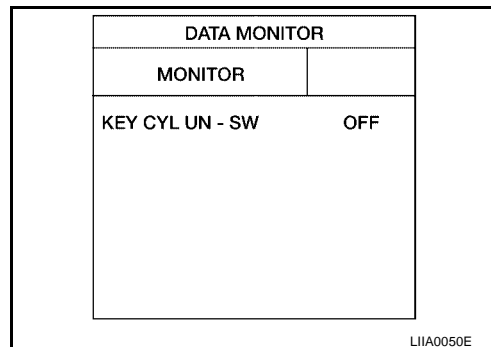 DATA MONITOR
MONITOR
KEY CYL UN - SW OFF
LIIA0050E